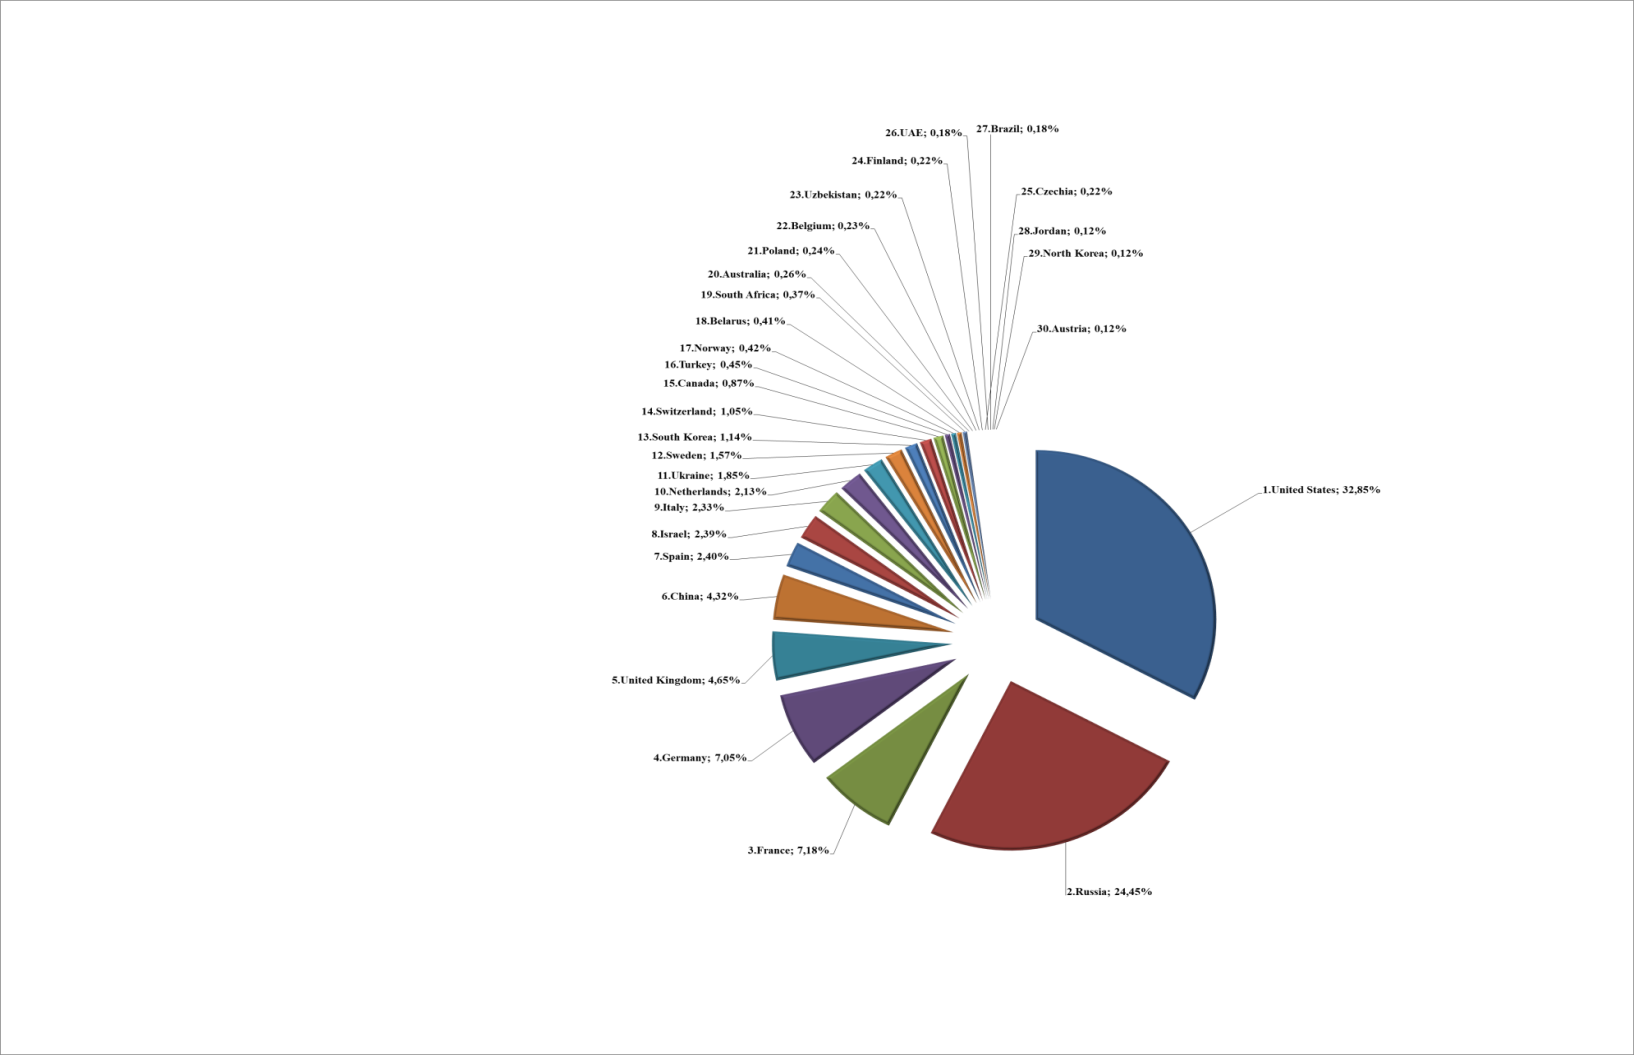 27.Brazil; 0,18%
26.UAE; 0,18%
24.Finland; 0,22%
25.Czechia; 0,22%
23.Uzbekistan; 0,22%
22.Belgium; 0,23%
28.Jordan; 0,12%
21.Poland; 0,24%
29.North Korea; 0,12%
20.Australia; 0,26%
19.South Africa; 0,37%
18.Belarus; 0,41%
30.Austria; 0,12%
17.Norway; 0,42%
16.Turkey; 0,45%
15.Canada; 0,87%
14.Switzerland; 1,05%
13.South Korea; 1,14%
12.Sweden; 1,57%
11.Ukraine; 1,85%
1.United States; 32,85%
10.Netherlands; 2,13%
9.Italy; 2,33%
8.Israel; 2,39%
7.Spain; 2,40%
6.China; 4,32%
5.United Kingdom; 4,65%
4.Germany; 7,05%
3.France; 7,18%
2.Russia; 24,45%